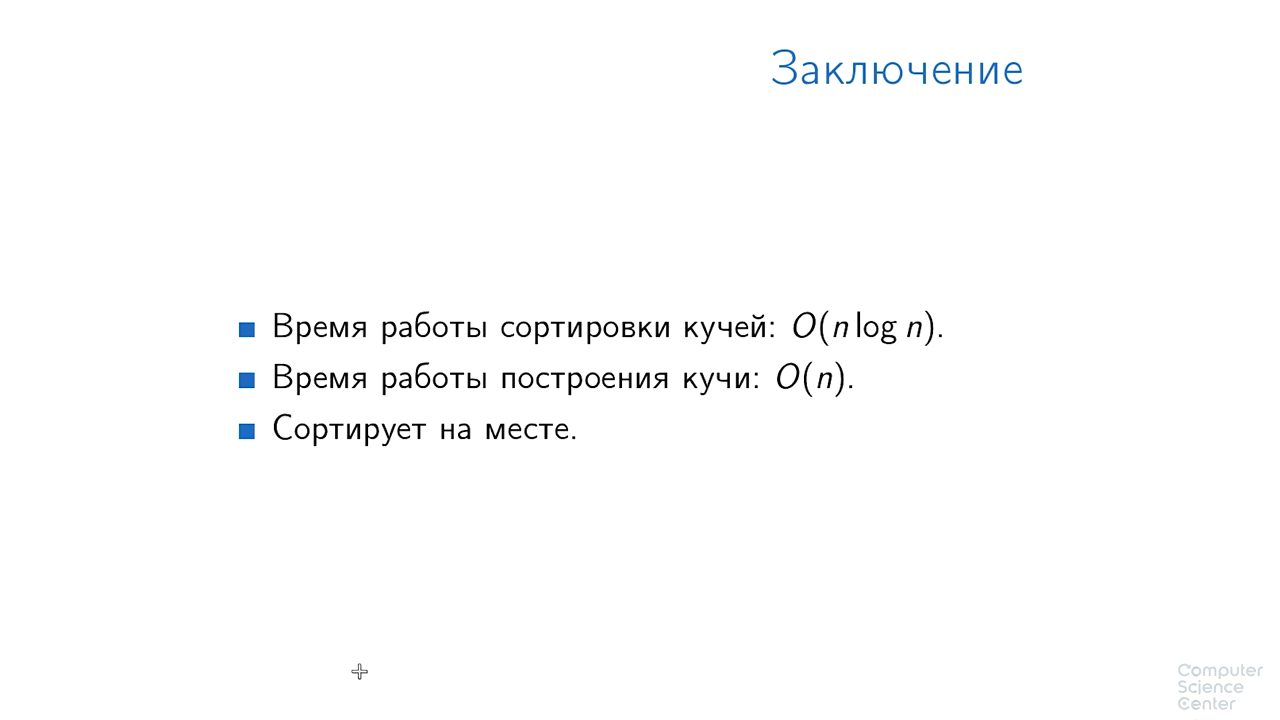 Заключение
Время работы сортировки кучей: O(n log n).
Время работы построения кучи: O(n).
Сортирует на месте.
Computer
Science
Center